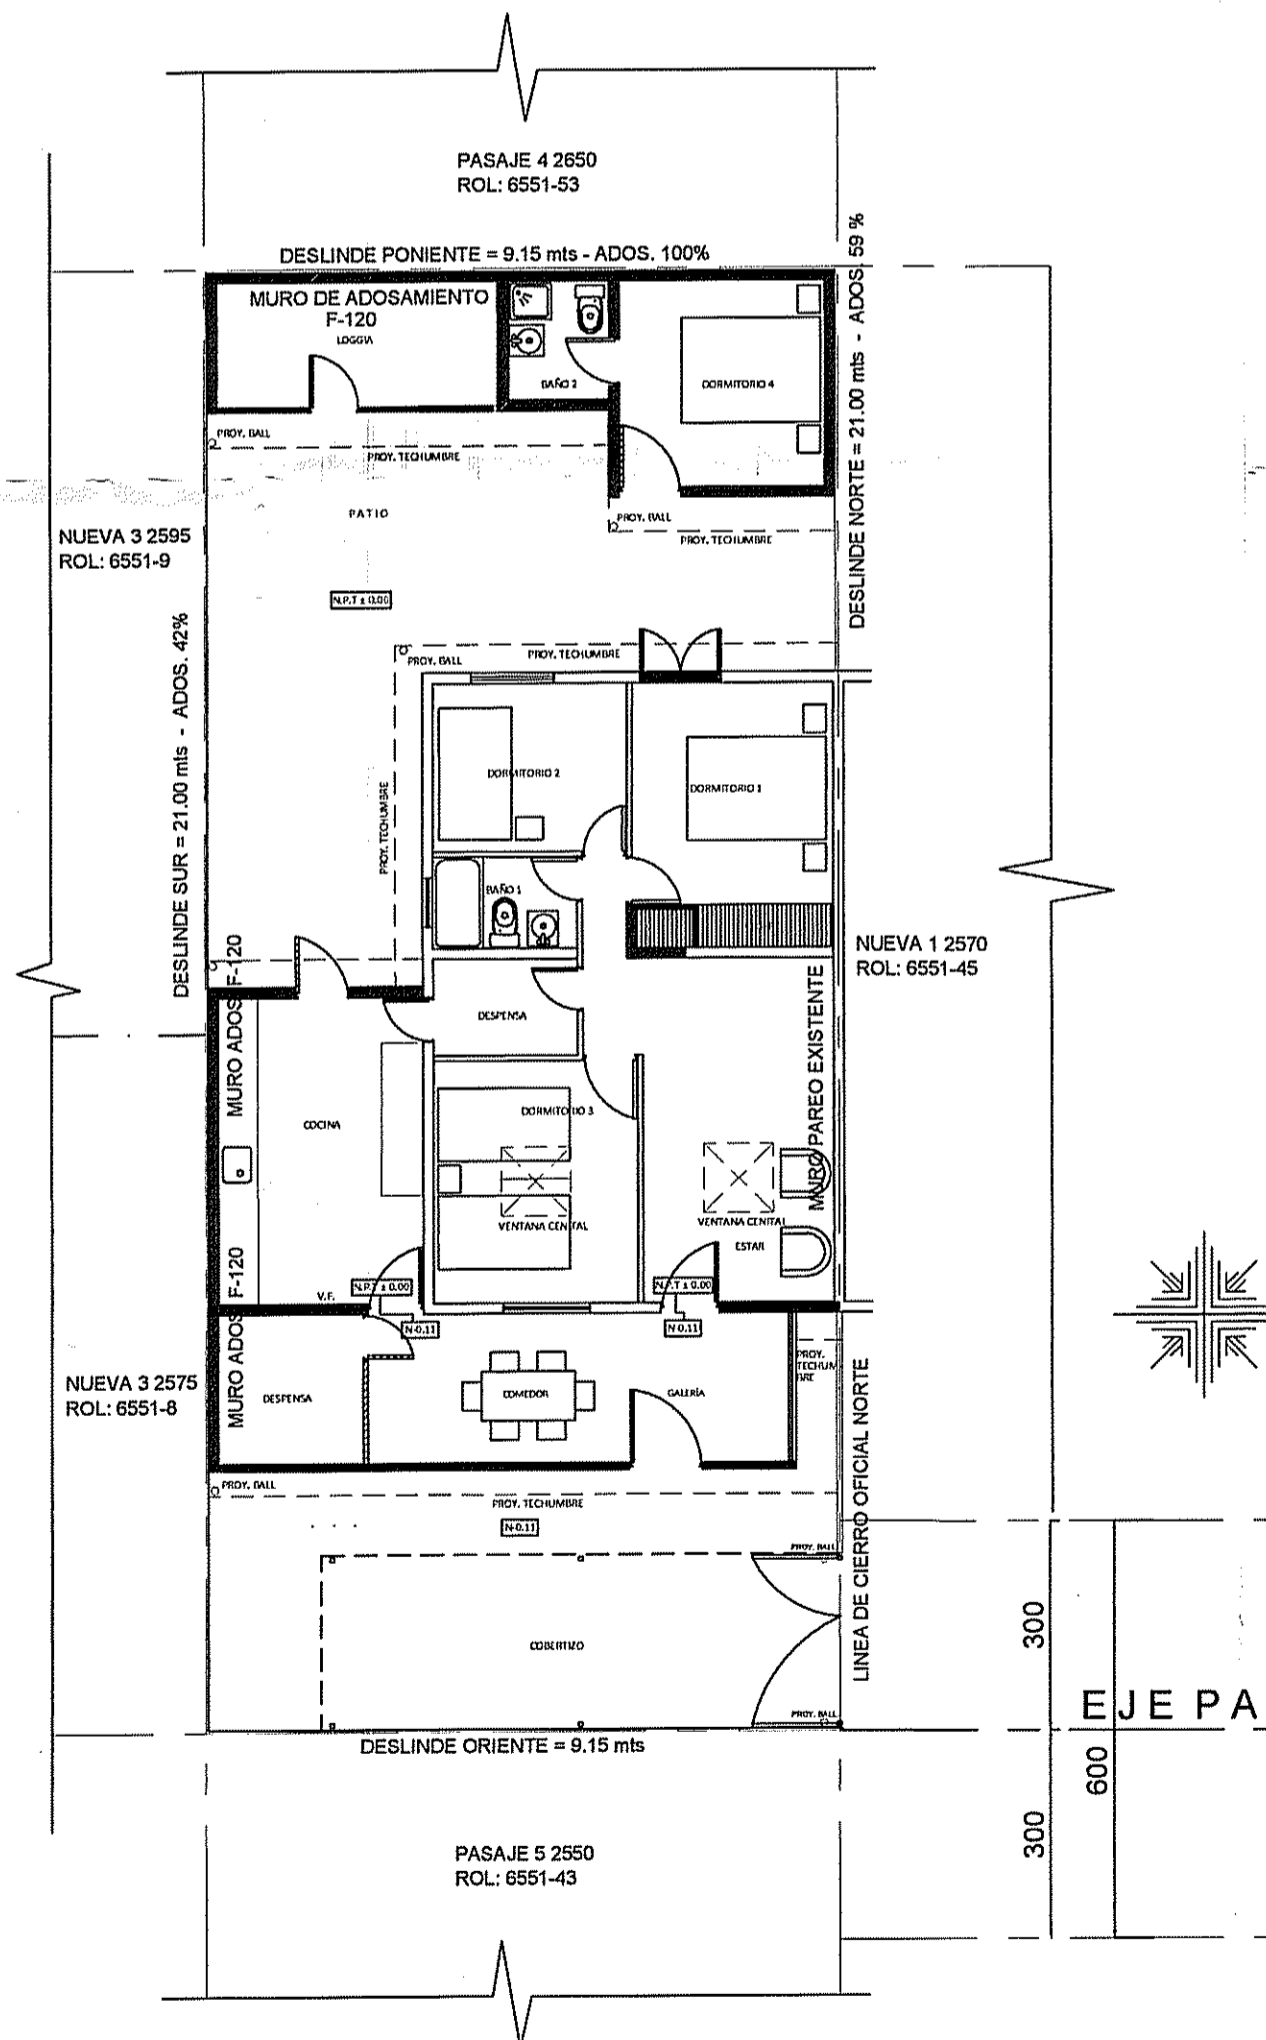 PASAJE 4 2650
ROL: 6551-53
DESLINDE PONIENTE = 9.15 mts - ADOS. 100%
MURO DE ADOSAMIENTO
F-120
LOGGIA
BAÑO 2
DORMITORIO 4
DESLINDE NORTE = 21.00 mts - ADOS. 59 %
PROY. BALL
PROY. TECHUMBRE
PATIO
PROY. BALL
PROY. TECHUMBRE
NUEVA 3 2595
ROL: 6551-9
N.P.T ± 0.00
DESLINDE SUR = 21.00 mts - ADOS. 42%
PROY. BALL
PROY. TECHUMBRE
PROY. TECHUMBRE
DORMITORIO 2
DORMITORIO 1
BAÑO 1
NUEVA 1 2570
ROL: 6551-45
MURO ADOS. F-120
DESPENSA
MURO PAREO EXISTENTE
COCINA
DORMITORIO 3
VENTANA CENITAL
VENTANA CENITAL
ESTAR
MURO ADOS. F-120
V.F.
N.P.T ± 0.00
N.P.T ± 0.00
N-0.11
N-0.11
NUEVA 3 2575
ROL: 6551-8
DESPENSA
COMEDOR
GALERÍA
PROY.
TECHUM
BRE
LINEA DE CIERRO OFICIAL NORTE
PROY. BALL
PROY. TECHUMBRE
N-0.11
PROY. BALL
COBERTIZO
PROY. BALL
300
EJE PA
600
300
DESLINDE ORIENTE = 9.15 mts
PASAJE 5 2550
ROL: 6551-43